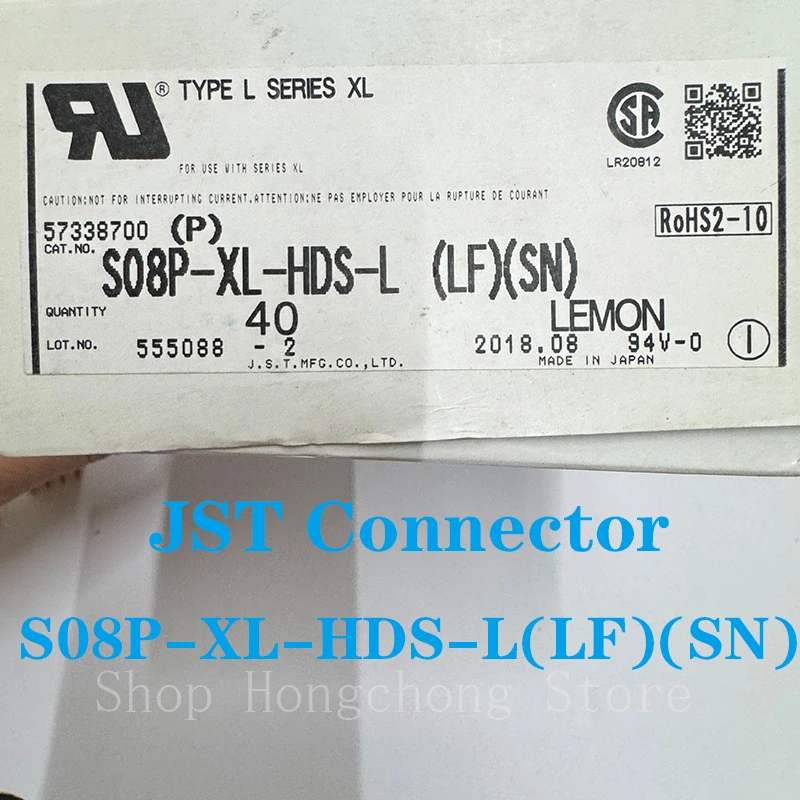 ® TYPE L SERIES XL
FOR USE WITH SERIES XL
SA
LR20812
CAUTION:NOT FOR INTERRUPTING CURRENT.ATTENTION:NE PAS EMPLOYER POUR LA RUPTURE DE COURANT
57338700 (P)
RoHS2-10
CAT.NO.
S08P-XL-HDS-L (LF)(SN)
QUANTITY 40 LEMON
LOT.NO. 555088 - 2 2018.08 94V-0 1
J.S.T.MFG.CO.,LTD. MADE IN JAPAN
JST Connector
S08P-XL-HDS-L(LF)(SN)
Shop Hongchong Store